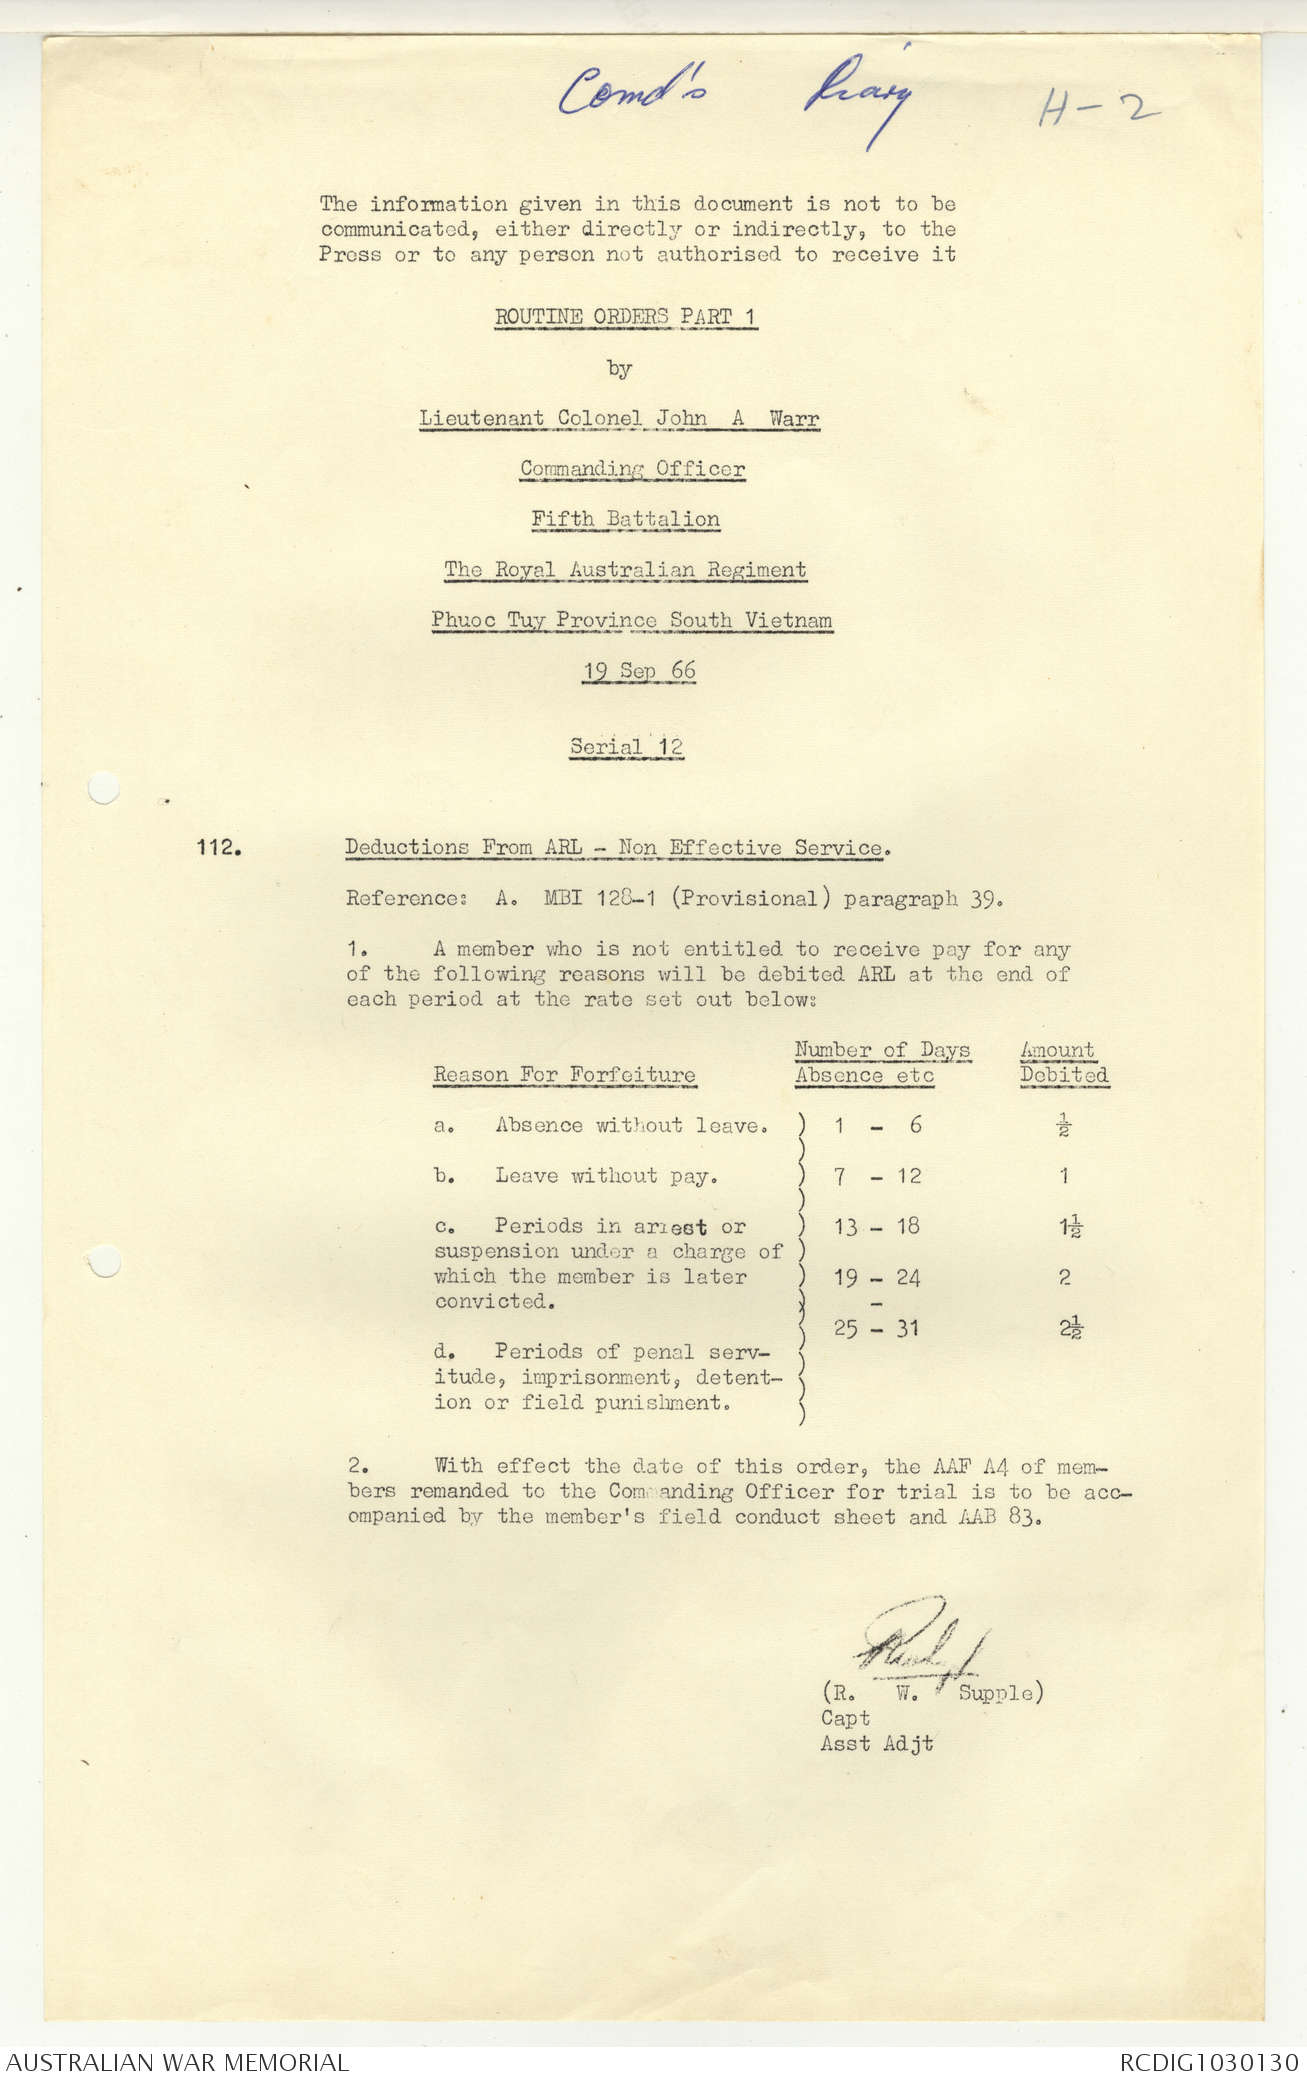 Comd's Diary H-2
The information given in this document is not to be
communicated, either directly or indirectly, to the
Press or to any person not authorised to receive it
ROUTINE ORDERS PART 1
by
Lieutenant Colonel John A Warr
Commanding Officer
Fifth Battalion
The Royal Australian Regiment
Phuoc Tuy Province South Vietnam
19 Sep 66
Serial 12
112. Deductions From ARL - Non Effective Service.
Reference: A. MBI 128-1 (Provisional) paragraph 39.
1. A member who is not entitled to receive pay for any
of the following reasons will be debited ARL at the end of
each period at the rate set out below:
Number of Days Amount
Reason For Forfeiture Absence etc Debited
a. Absence without leave. ) 1 - 6 ½
)
b. Leave without pay. ) 7 - 12 1
)
c. Periods in arrest or ) 13 - 18 1½
suspension under a charge of )
which the member is later ) 19 - 24 2
convicted. ) -
) 25 - 31 2½
d. Periods of penal serv- )
itude, imprisonment, detent- )
ion or field punishment. )
2. With effect the date of this order, the AAF A4 of mem-
bers remanded to the Commanding Officer for trial is to be acc-
ompanied by the member's field conduct sheet and AAB 83.
(R. W. Supple)
Capt
Asst Adjt
AUSTRALIAN WAR MEMORIAL RCDIG1030130